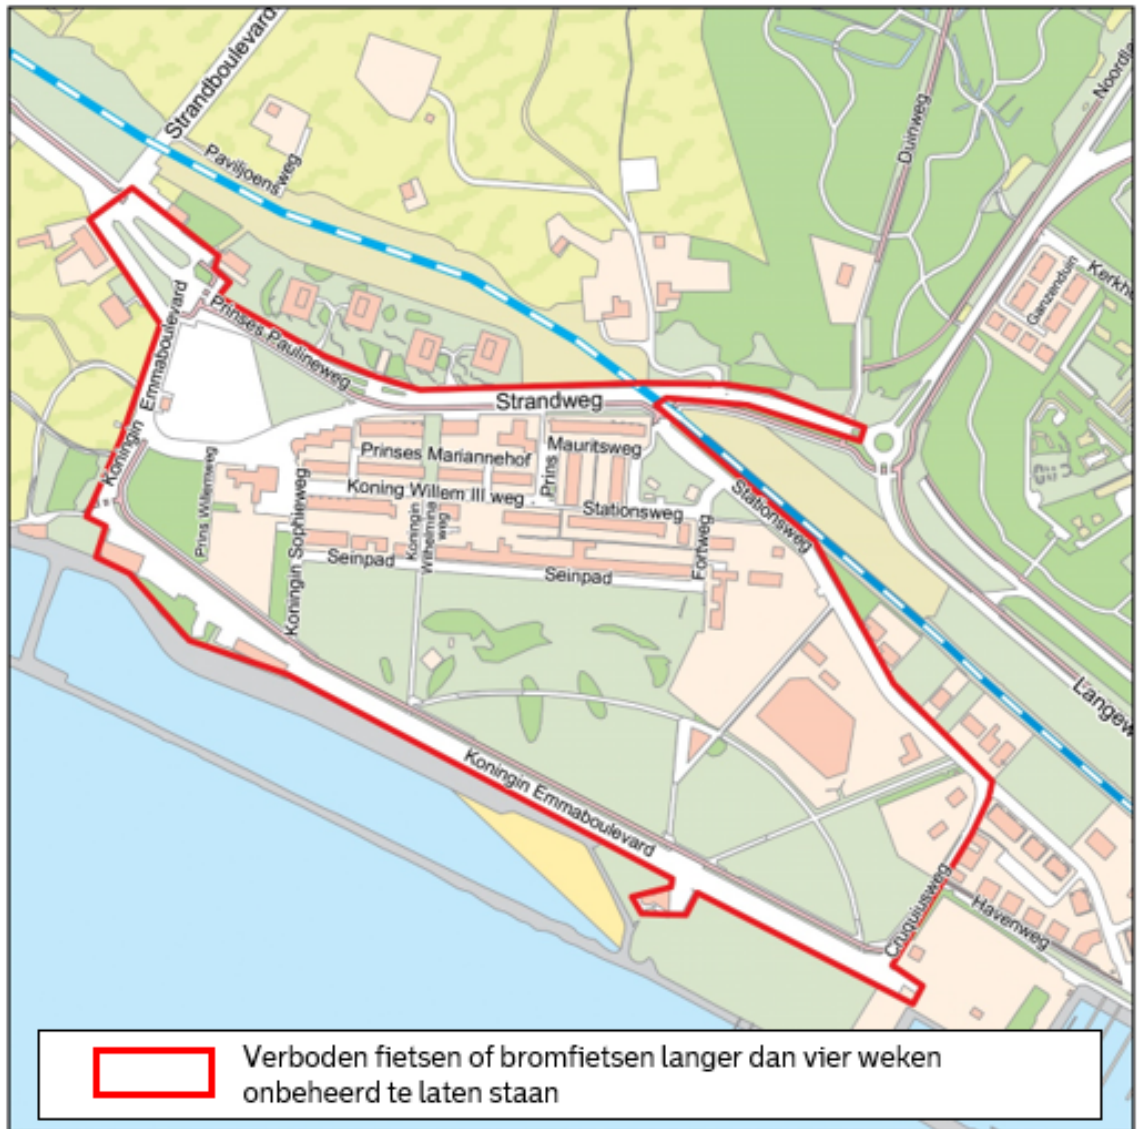 Strandboulevard
Paviljoensweg
Duinweg
Kerkh
Ganzenduin
Koningin Emmaboulevard
Prinses Paulineweg
Strandweg
Mauritsweg
Prins
Prinses Mariannehof
Koning Willem III weg
Stationsweg
Stationsweg
Prins Willemweg
Koningin Sophieweg
Koningin
Wilhelmina
weg
Fortweg
Seinpad
Seinpad
Langew
Koningin Emmaboulevard
Cruquiusweg
Havenweg
Verboden fietsen of bromfietsen langer dan vier weken
onbeheerd te laten staan